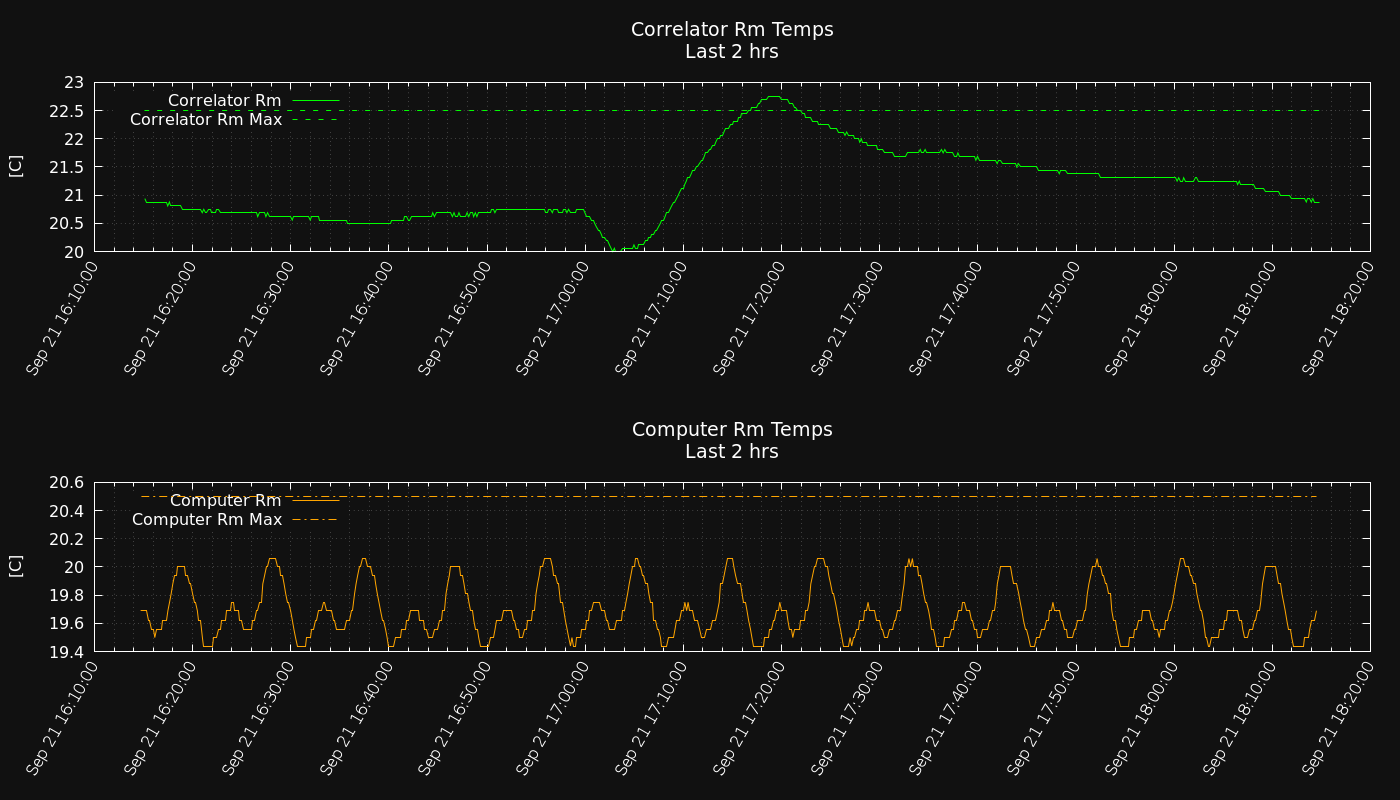 Correlator Rm Temps
Last 2 hrs
23
22.5
22
21.5
21
20.5
20
[C]
Correlator Rm
Correlator Rm Max
Sep 21 16:10:00
Sep 21 16:20:00
Sep 21 16:30:00
Sep 21 16:40:00
Sep 21 16:50:00
Sep 21 17:00:00
Sep 21 17:10:00
Sep 21 17:20:00
Sep 21 17:30:00
Sep 21 17:40:00
Sep 21 17:50:00
Sep 21 18:00:00
Sep 21 18:10:00
Sep 21 18:20:00
Computer Rm Temps
Last 2 hrs
20.6
20.4
20.2
20
19.8
19.6
19.4
[C]
Computer Rm
Computer Rm Max
Sep 21 16:10:00
Sep 21 16:20:00
Sep 21 16:30:00
Sep 21 16:40:00
Sep 21 16:50:00
Sep 21 17:00:00
Sep 21 17:10:00
Sep 21 17:20:00
Sep 21 17:30:00
Sep 21 17:40:00
Sep 21 17:50:00
Sep 21 18:00:00
Sep 21 18:10:00
Sep 21 18:20:00